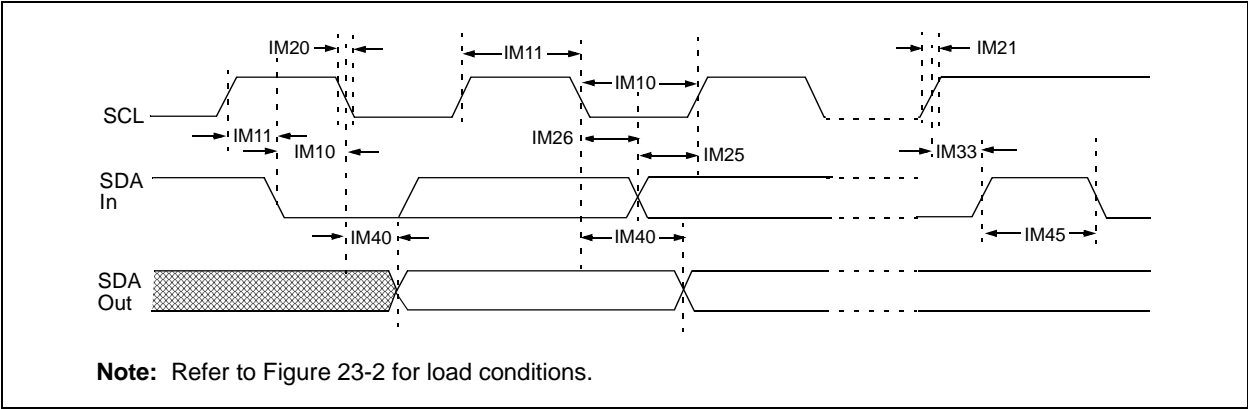 IM20
IM11
IM21
IM10
SCL
IM11
IM10
IM26
IM25
IM33
SDA
In
IM40
IM40
IM45
SDA
Out
Note: Refer to Figure 23-2 for load conditions.